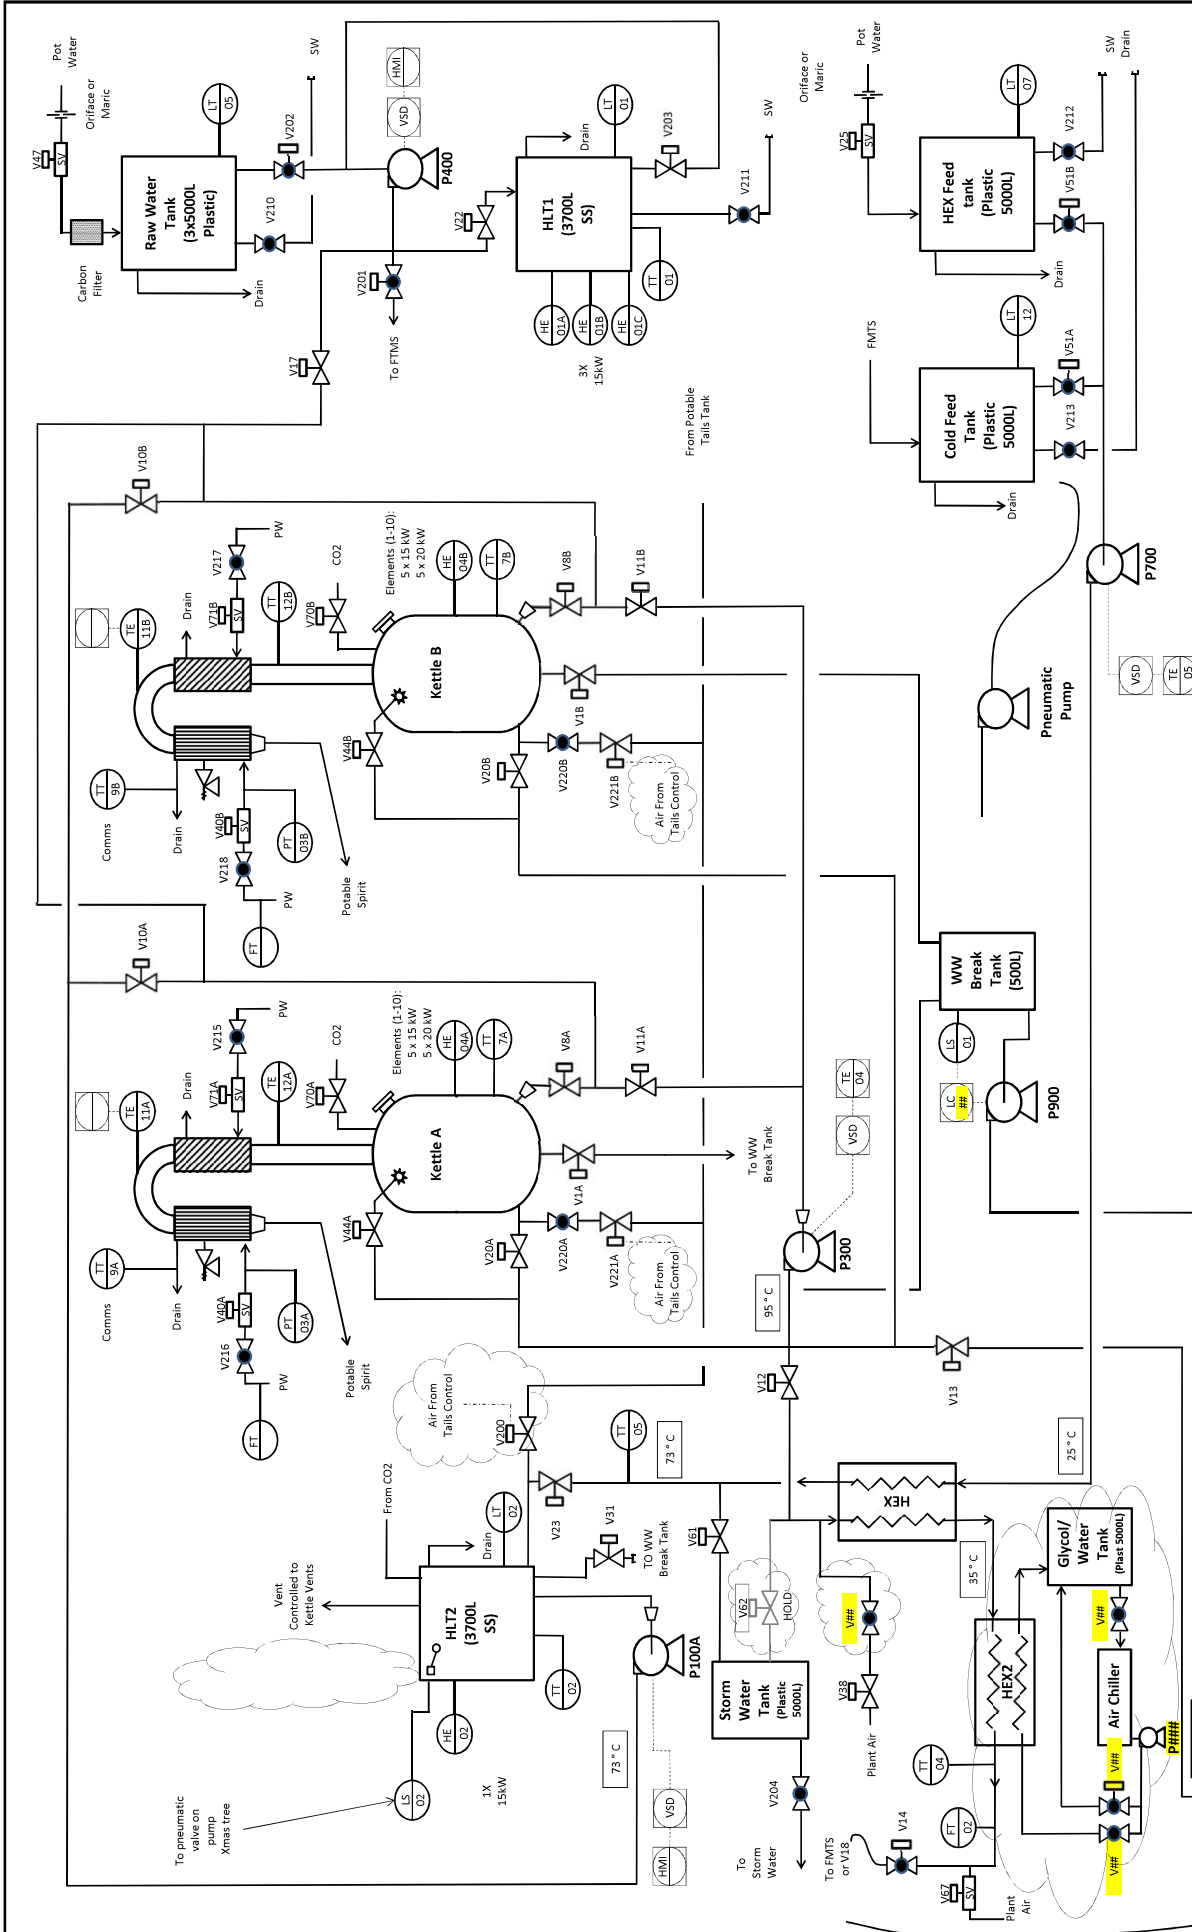 To pneumatic
valve on
pump
Xmas tree
LS
02
HE
02
1X
15kW
Vent
Controlled to
Kettle Vents
From CO2
HLT2
(3700L
SS)
TT
02
LT
02
Drain
V31
TO WW
Break Tank
V23
V200
Air From
Tails Control
TT
05
73 ° C
P100A
73 ° C
HMI
VSD
Storm
Water
Tank
(Plastic
5000L)
V204
To
Storm
Water
V61
V62
HOLD
V##
V38
Plant Air
V12
95 ° C
HEX
35 ° C
25 ° C
HEX2
TT
04
FT
02
V14
To FMTS
or V18
V67
SV
Plant
Air
Glycol/
Water
Tank
(Plast 5000L)
V##
Air Chiller
V##
V##
P###
V13
Comms
TT
9A
TE
11A
Drain
V40A
SV
V216
PW
FT
PT
03A
Potable
Spirit
Drain
V71A
SV
V215
PW
TE
12A
V70A
CO2
V44A
Kettle A
Elements (1-10):
5 x 15 kW
5 x 20 kW
HE
04A
TT
7A
V8A
V11A
V10A
V20A
V220A
V221A
Air From
Tails Control
V1A
To WW
Break Tank
Comms
TT
9B
TE
11B
Drain
V40B
SV
V218
PW
FT
PT
03B
Potable
Spirit
Drain
V71B
SV
V217
PW
TT
12B
V70B
CO2
V44B
Kettle B
Elements (1-10):
5 x 15 kW
5 x 20 kW
HE
04B
TT
7B
V8B
V11B
V10B
V20B
V220B
V221B
Air From
Tails Control
V1B
From Potable
Tails Tank
P300
VSD
TE
04
WW
Break
Tank
(500L)
LS
01
LC
##
P900
Pneumatic
Pump
P700
VSD
TE
05
Pot
Water
Oriface or
Maric
V47
SV
Carbon
Filter
Raw Water
Tank
(3x5000L
Plastic)
Drain
LT
05
V202
V210
SW
HMI
VSD
P400
V17
V201
To FTMS
V22
HLT1
(3700L
SS)
Drain
LT
01
V203
V211
SW
TT
01
HE
01A
HE
01B
HE
01C
3X
15kW
Pot
Water
Oriface or
Maric
V25
SV
HEX Feed
tank
(Plastic
5000L)
Drain
LT
07
V212
V51B
SW
Drain
FMTS
Cold Feed
Tank
(Plastic
5000L)
Drain
LT
12
V51A
V213